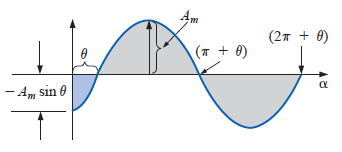 A_m
(2π + θ)
θ
(π + θ)
α
- A_m sin θ